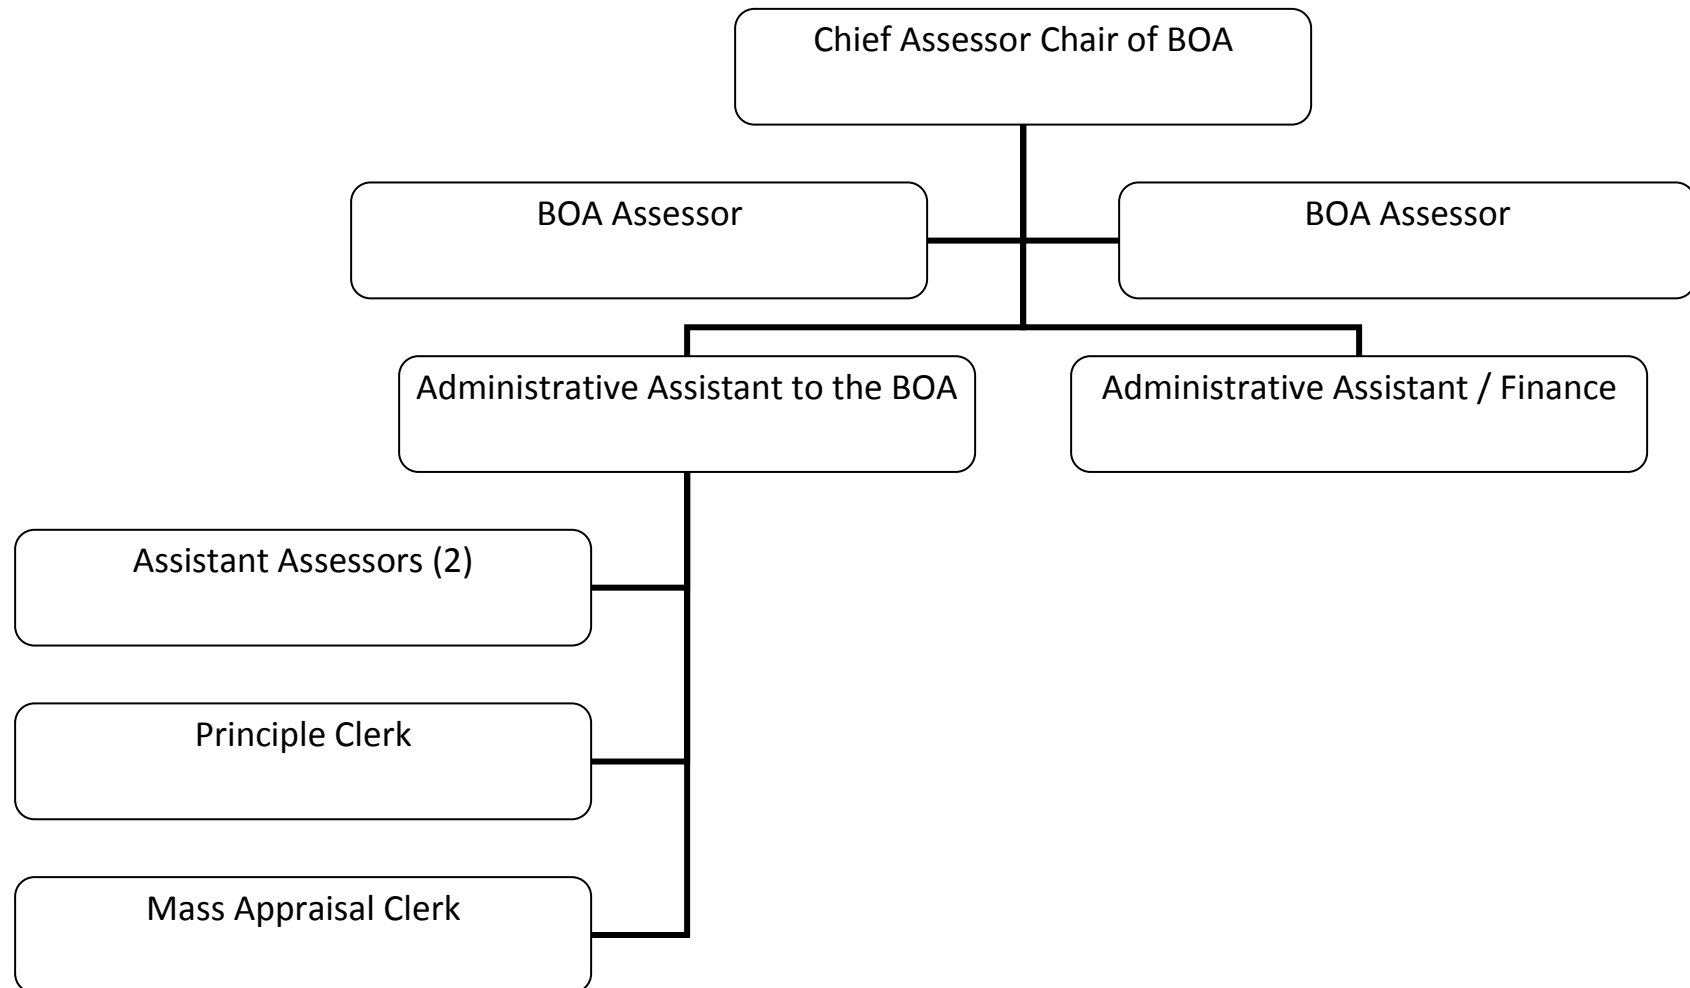 Chief Assessor Chair of BOA
BOA Assessor
BOA Assessor
Administrative Assistant to the BOA
Administrative Assistant / Finance
Assistant Assessors (2)
Principle Clerk
Mass Appraisal Clerk